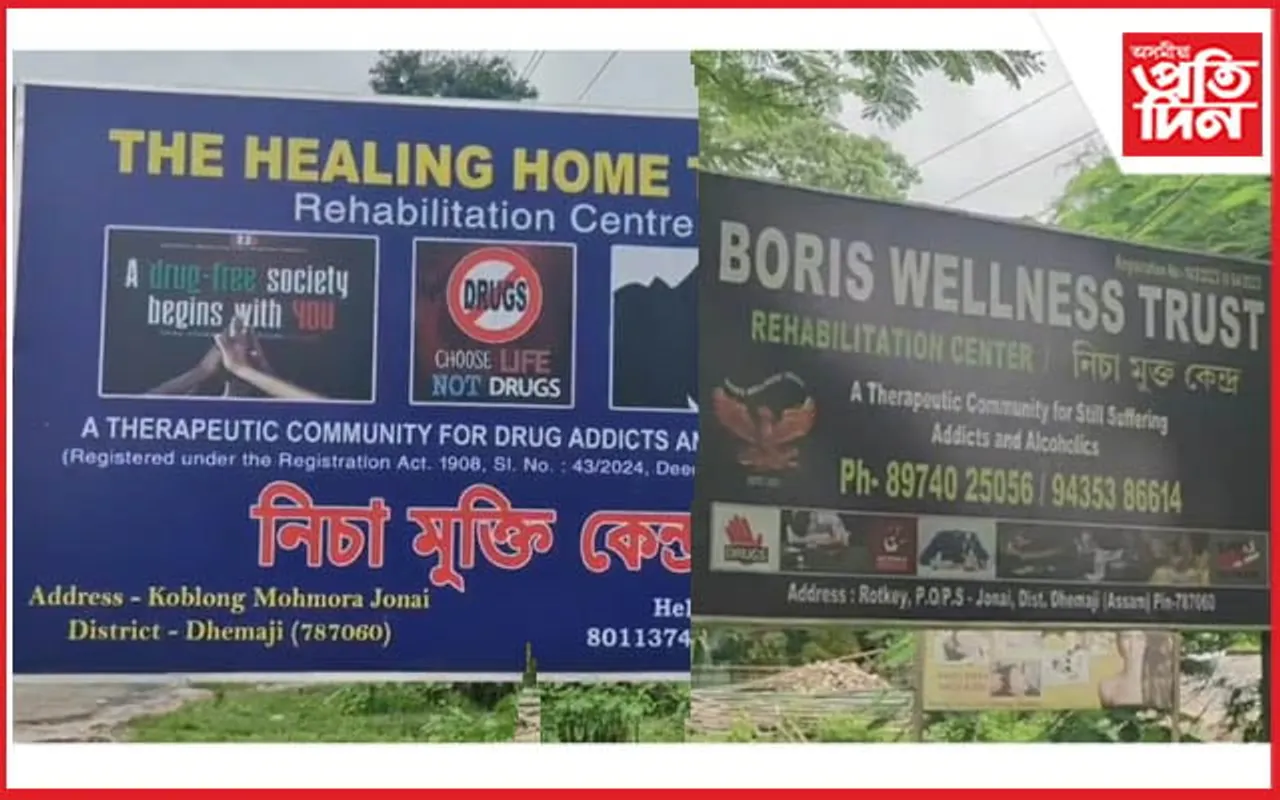 অসমীয়া
প্ৰতি
দিন
THE HEALING HOME
Rehabilitation Centre
A drug-free society
begins with YOU
DRUGS
CHOOSE LIFE
NOT DRUGS
A THERAPEUTIC COMMUNITY FOR DRUG ADDICTS
(Registered under the Registration Act. 1908, Sl. No. : 43/2024,
নিচা মুক্তি কেন্দ্ৰ
Address - Koblong Mohmora Jonai
District - Dhemaji (787060)
8011374
BORIS WELLNESS TRUST
REHABILITATION CENTER / নিচা মুক্ত কেন্দ্ৰ
A Therapeutic Community for Still Suffering
Addicts and Alcoholics
Ph- 89740 25056 / 94353 86614
DRUGS
Address : Rotkey, P.O.P.S - Jonai, Dist. Dhemaji (Assam) Pin-787060